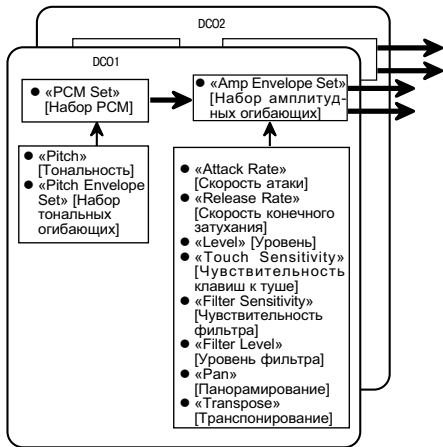 DCO2
DCO1
● «PCM Set»
[Набор PCM]
● «Amp Envelope Set»
[Набор амплитуд-
ных огибающих]
● «Pitch»
[Тональность]
● «Pitch Envelope
Set» [Набор
тональных
огибающих]
● «Attack Rate»
[Скорость атаки]
● «Release Rate»
[Скорость конечного
затухания]
● «Level» [Уровень]
● «Touch Sensitivity»
[Чувствительность
клавиш к туше]
● «Filter Sensitivity»
[Чувствительность
фильтра]
● «Filter Level»
[Уровень фильтра]
● «Pan»
[Панорамирование]
● «Transpose»
[Транспонирование]